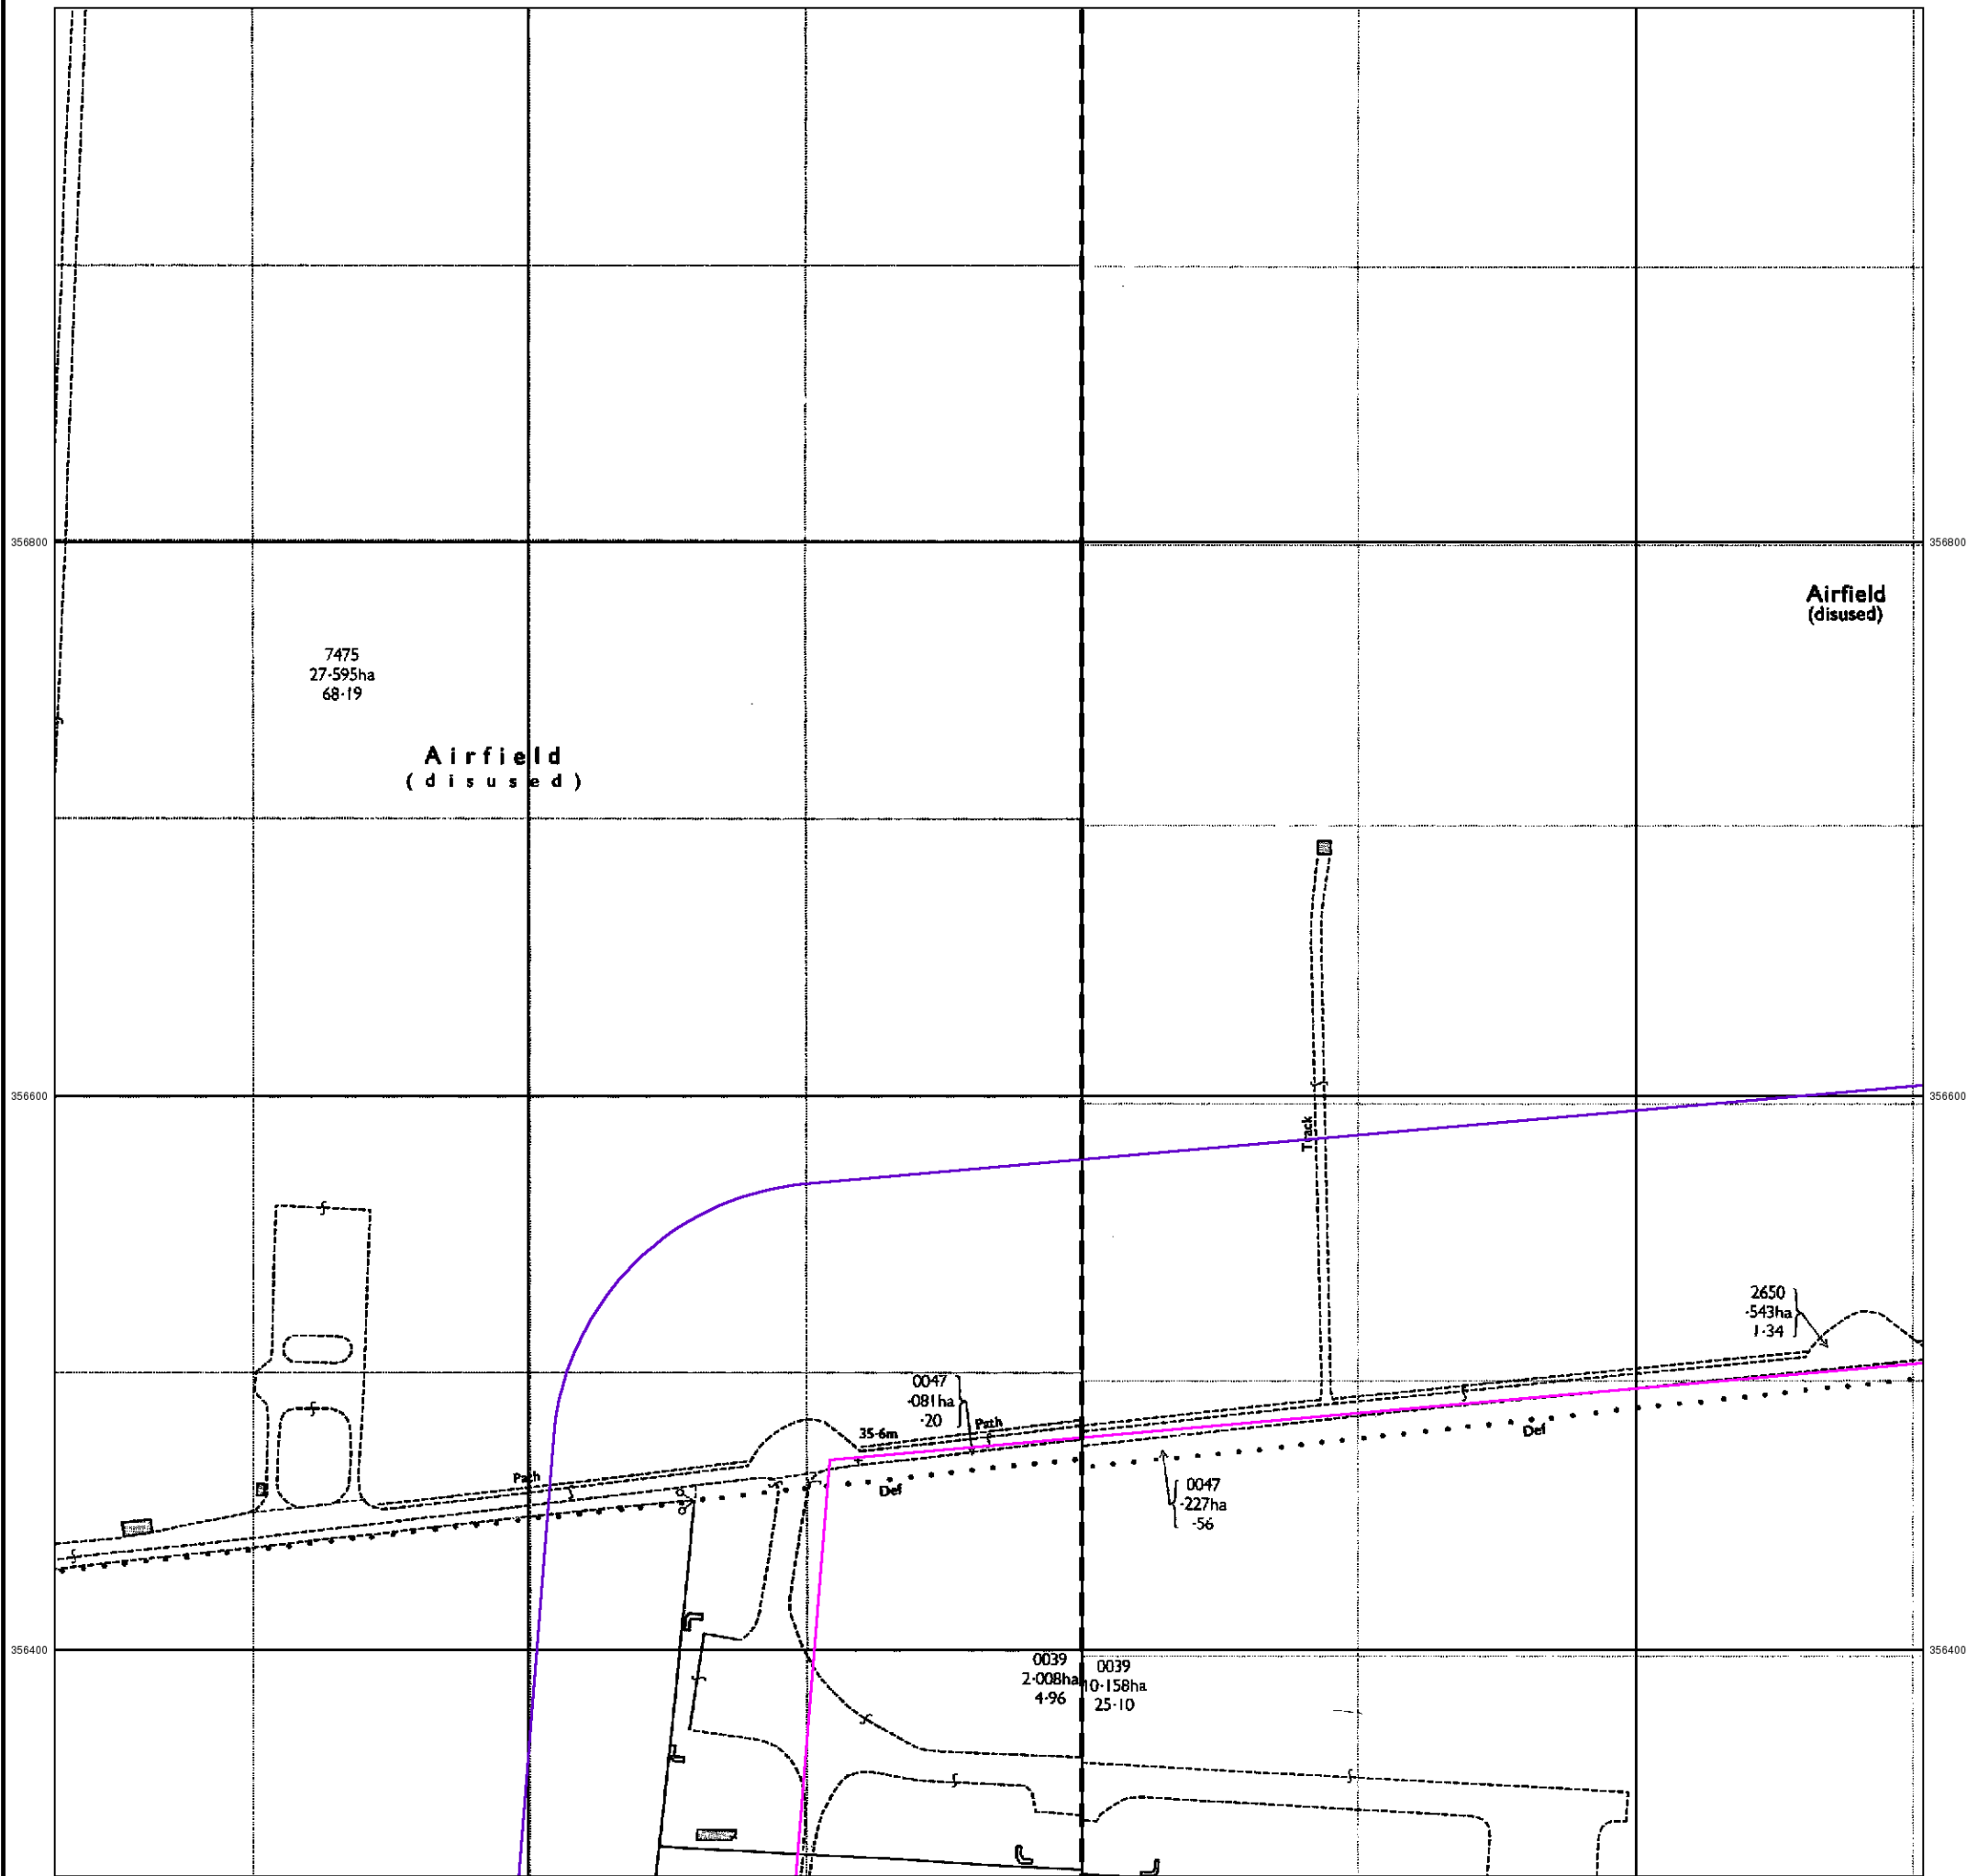 356800
356800
Airfield
(disused)
7475
27·595ha
68·19
Airfield
(disused)
356600
356600
Track
2650
·543ha
1·34
0047
·081ha
·20
Path
35·6m
Path
Def
Def
0047
·227ha
·56
356400
356400
0039
2·008ha
4·96
0039
10·158ha
25·10